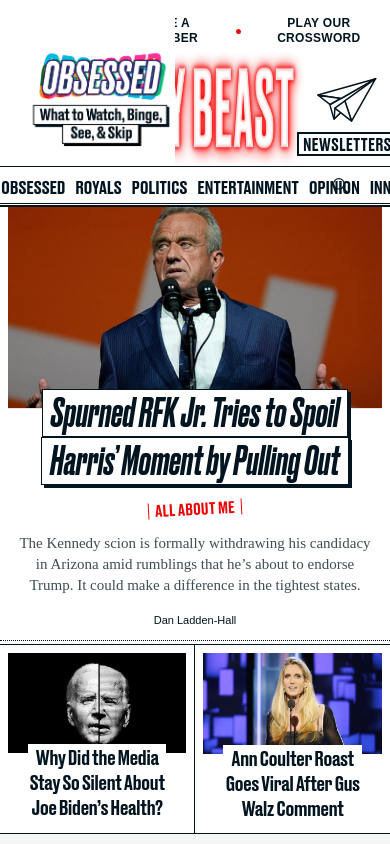 E A
BER
PLAY OUR
CROSSWORD
OBSESSED
What to Watch, Binge,
See, & Skip
Y BEAST
NEWSLETTERS
OBSESSED ROYALS POLITICS ENTERTAINMENT OPINION INN
Spurned RFK Jr. Tries to Spoil
Harris’ Moment by Pulling Out
ALL ABOUT ME
The Kennedy scion is formally withdrawing his candidacy
in Arizona amid rumblings that he’s about to endorse
Trump. It could make a difference in the tightest states.
Dan Ladden-Hall
Why Did the Media
Stay So Silent About
Joe Biden’s Health?
Ann Coulter Roast
Goes Viral After Gus
Walz Comment